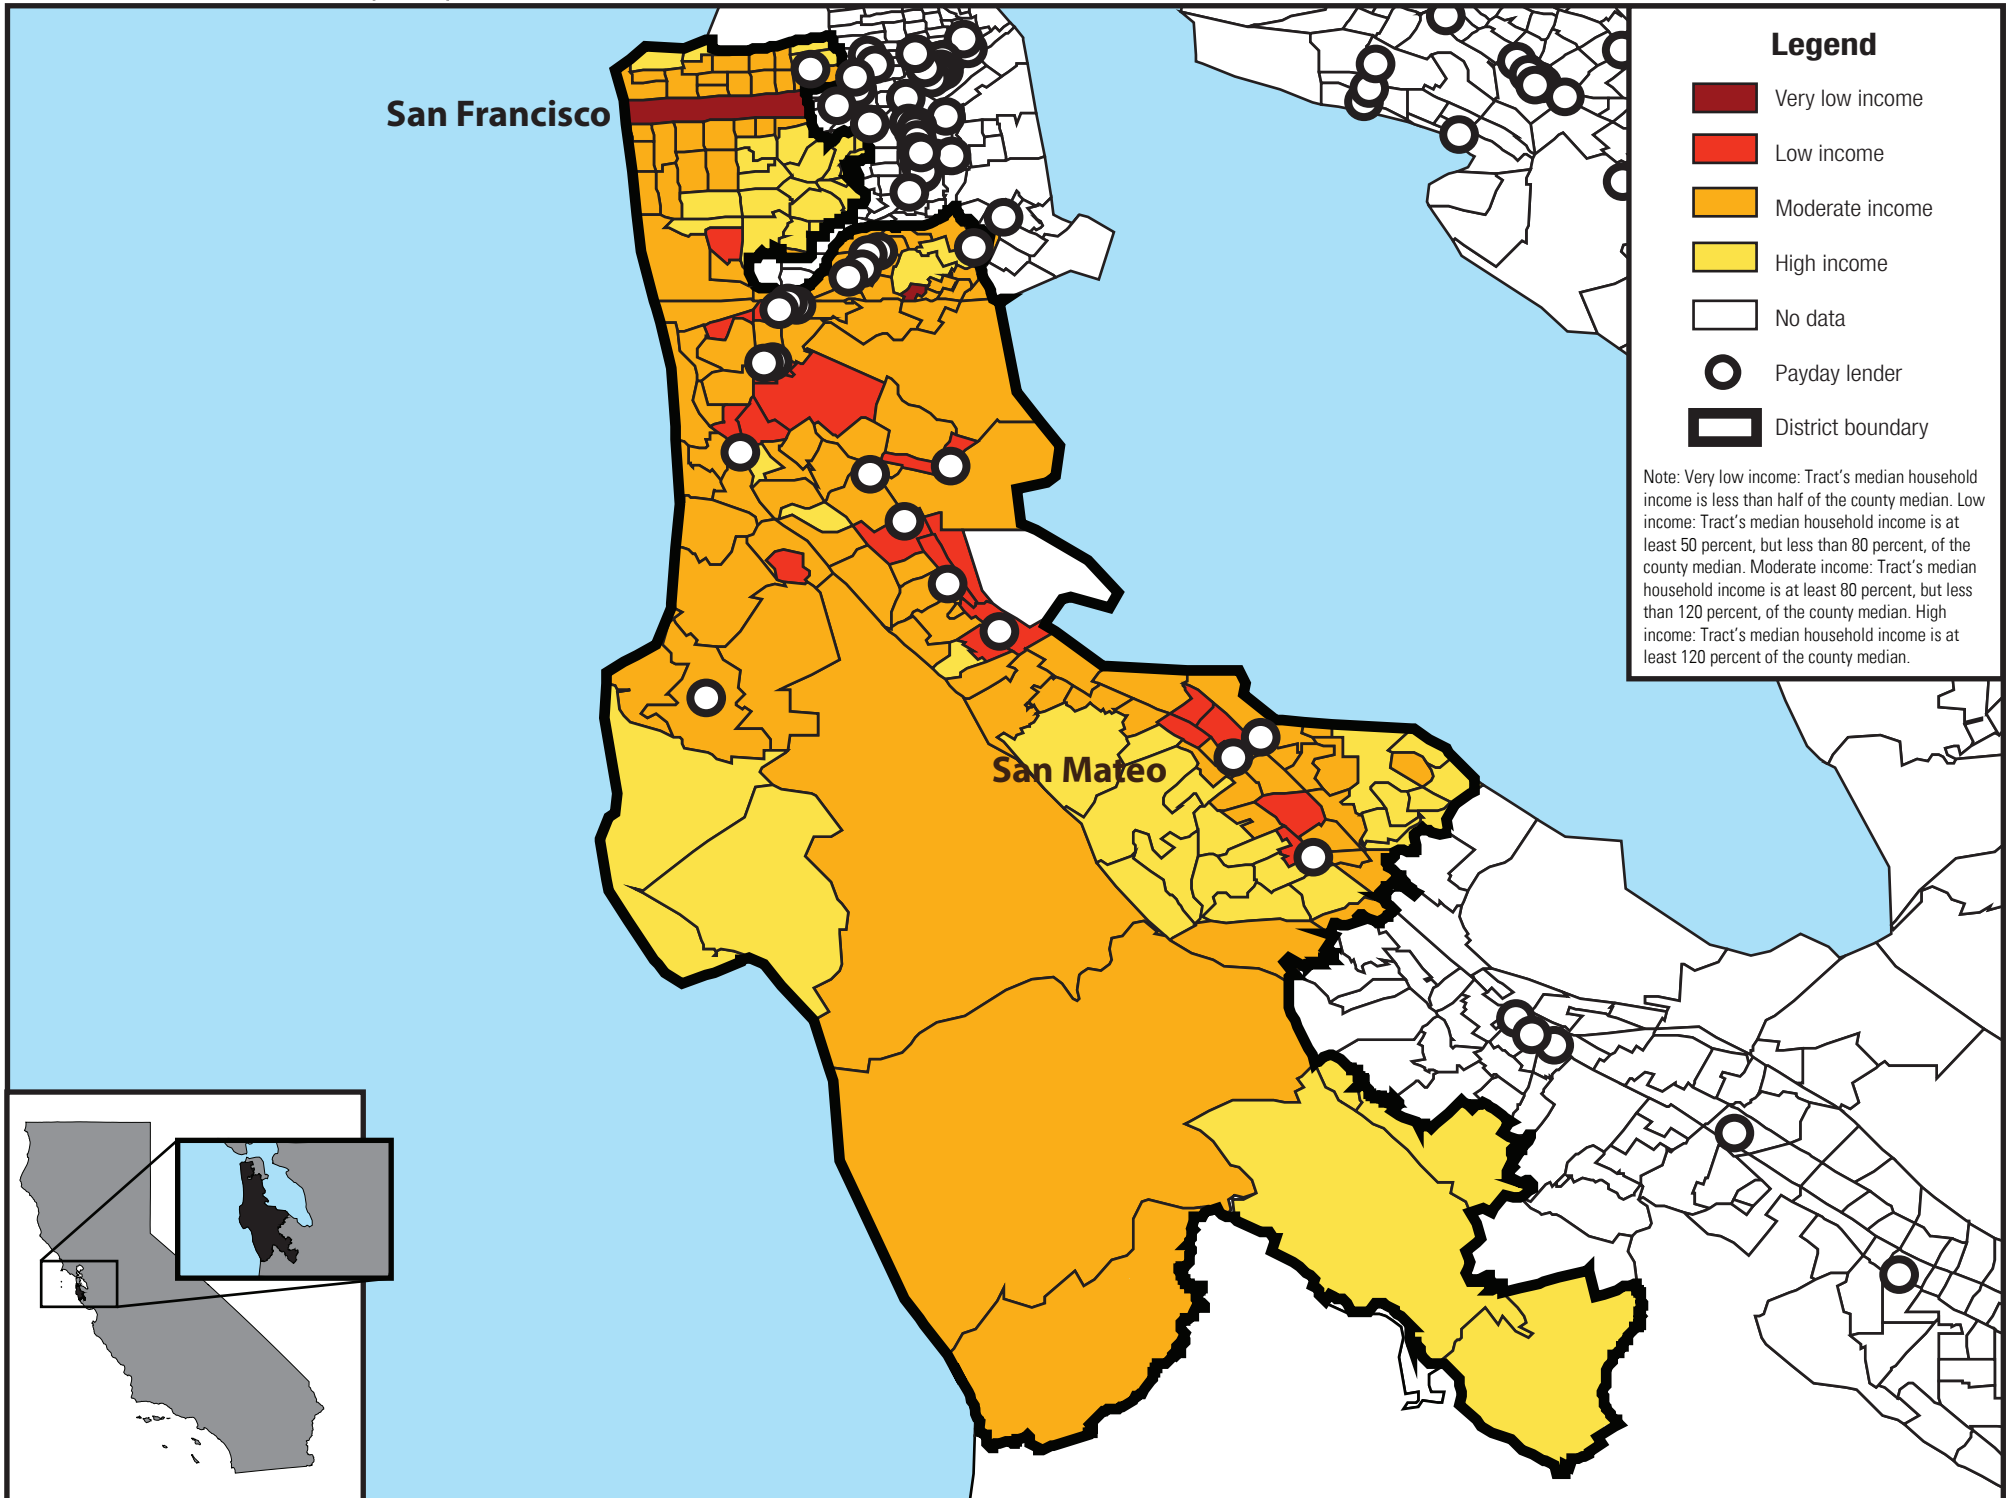 San Francisco
San Mateo
Legend
Very low income
Low income
Moderate income
High income
No data
Payday lender
District boundary
Note: Very low income: Tract's median household
income is less than half of the county median. Low
income: Tract's median household income is at
least 50 percent, but less than 80 percent, of the
county median. Moderate income: Tract's median
household income is at least 80 percent, but less
than 120 percent, of the county median. High
income: Tract's median household income is at
least 120 percent of the county median.